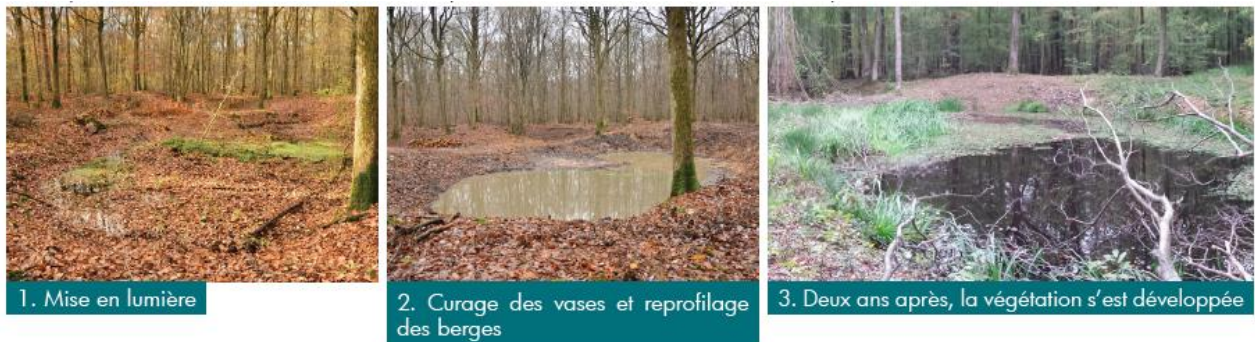 1. Mise en lumière
2. Curage des vases et reprofilage
des berges
3. Deux ans après, la végétation s'est développée